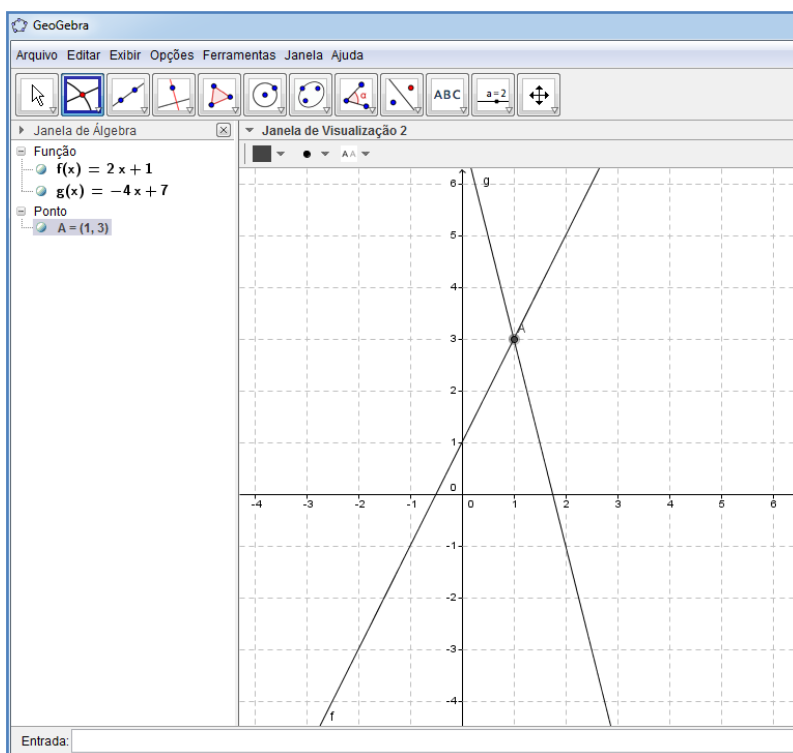 GeoGebra
Arquivo Editar Exibir Opções Ferramentas Janela Ajuda
ABC a=2
Janela de Álgebra
Função
f(x) = 2 x + 1
g(x) = −4 x + 7
Ponto
A = (1, 3)
Janela de Visualização 2
AA
g
6
5
4
A
3
2
1
0
-4 -3 -2 -1 0 1 2 3 4 5 6
-1
-2
-3
-4
f
Entrada: